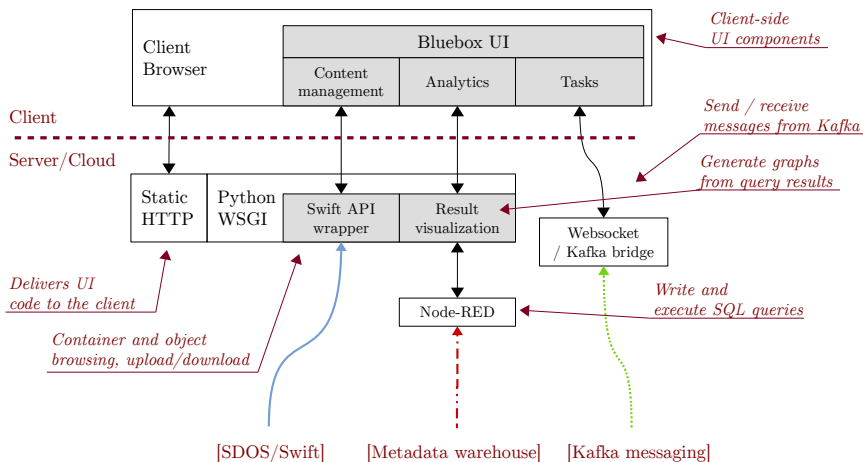 Client
Browser
Bluebox UI
Content
management
Analytics
Tasks
Client-side
UI components
Client
Server/Cloud
Send / receive
messages from Kafka
Generate graphs
from query results
Static
HTTP
Python
WSGI
Swift API
wrapper
Result
visualization
Websocket
/ Kafka bridge
Delivers UI
code to the client
Container and object
browsing, upload/download
Node-RED
Write and
execute SQL queries
[SDOS/Swift]
[Metadata warehouse]
[Kafka messaging]